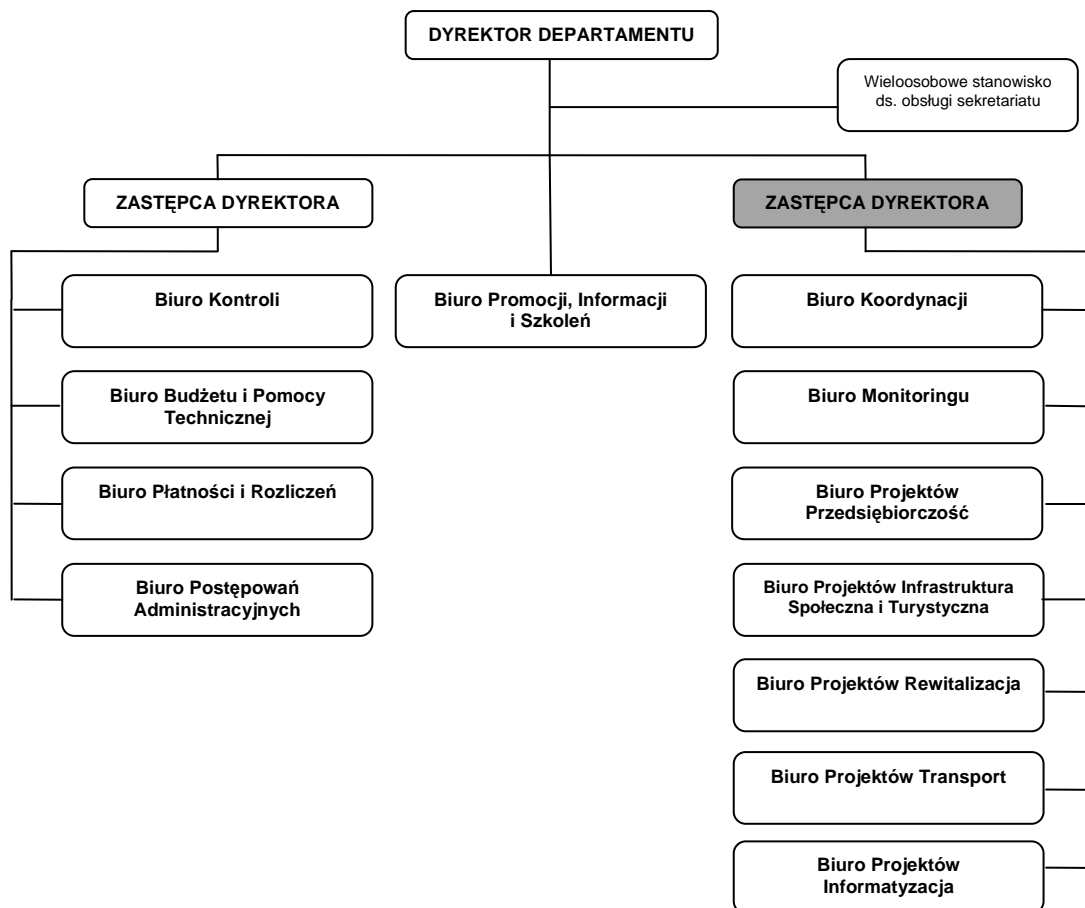 DYREKTOR DEPARTAMENTU
Wieloosobowe stanowisko
ds. obsługi sekretariatu
ZASTĘPCA DYREKTORA
ZASTĘPCA DYREKTORA
Biuro Kontroli
Biuro Promocji, Informacji
i Szkoleń
Biuro Koordynacji
Biuro Budżetu i Pomocy
Technicznej
Biuro Monitoringu
Biuro Płatności i Rozliczeń
Biuro Projektów
Przedsiębiorczość
Biuro Postępowań
Administracyjnych
Biuro Projektów Infrastruktura
Społeczna i Turystyczna
Biuro Projektów Rewitalizacja
Biuro Projektów Transport
Biuro Projektów
Informatyzacja